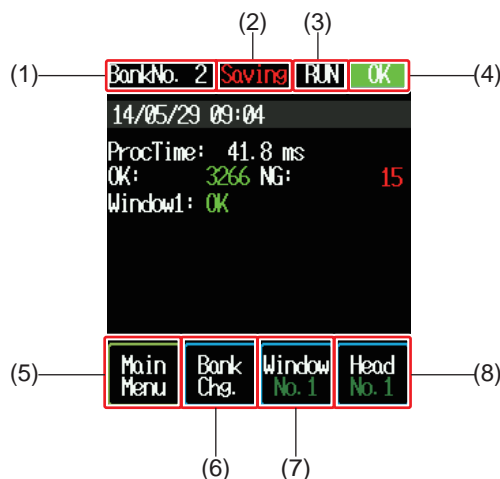 (2) (3)
(1) BankNo. 2 Saving RUN OK (4)
14/05/29 09:04
ProcTime: 41.8 ms
OK: 3266 NG: 15
Window1: OK
(5) Main Menu Bank Chg. Window No.1 Head No.1 (8)
(6) (7)